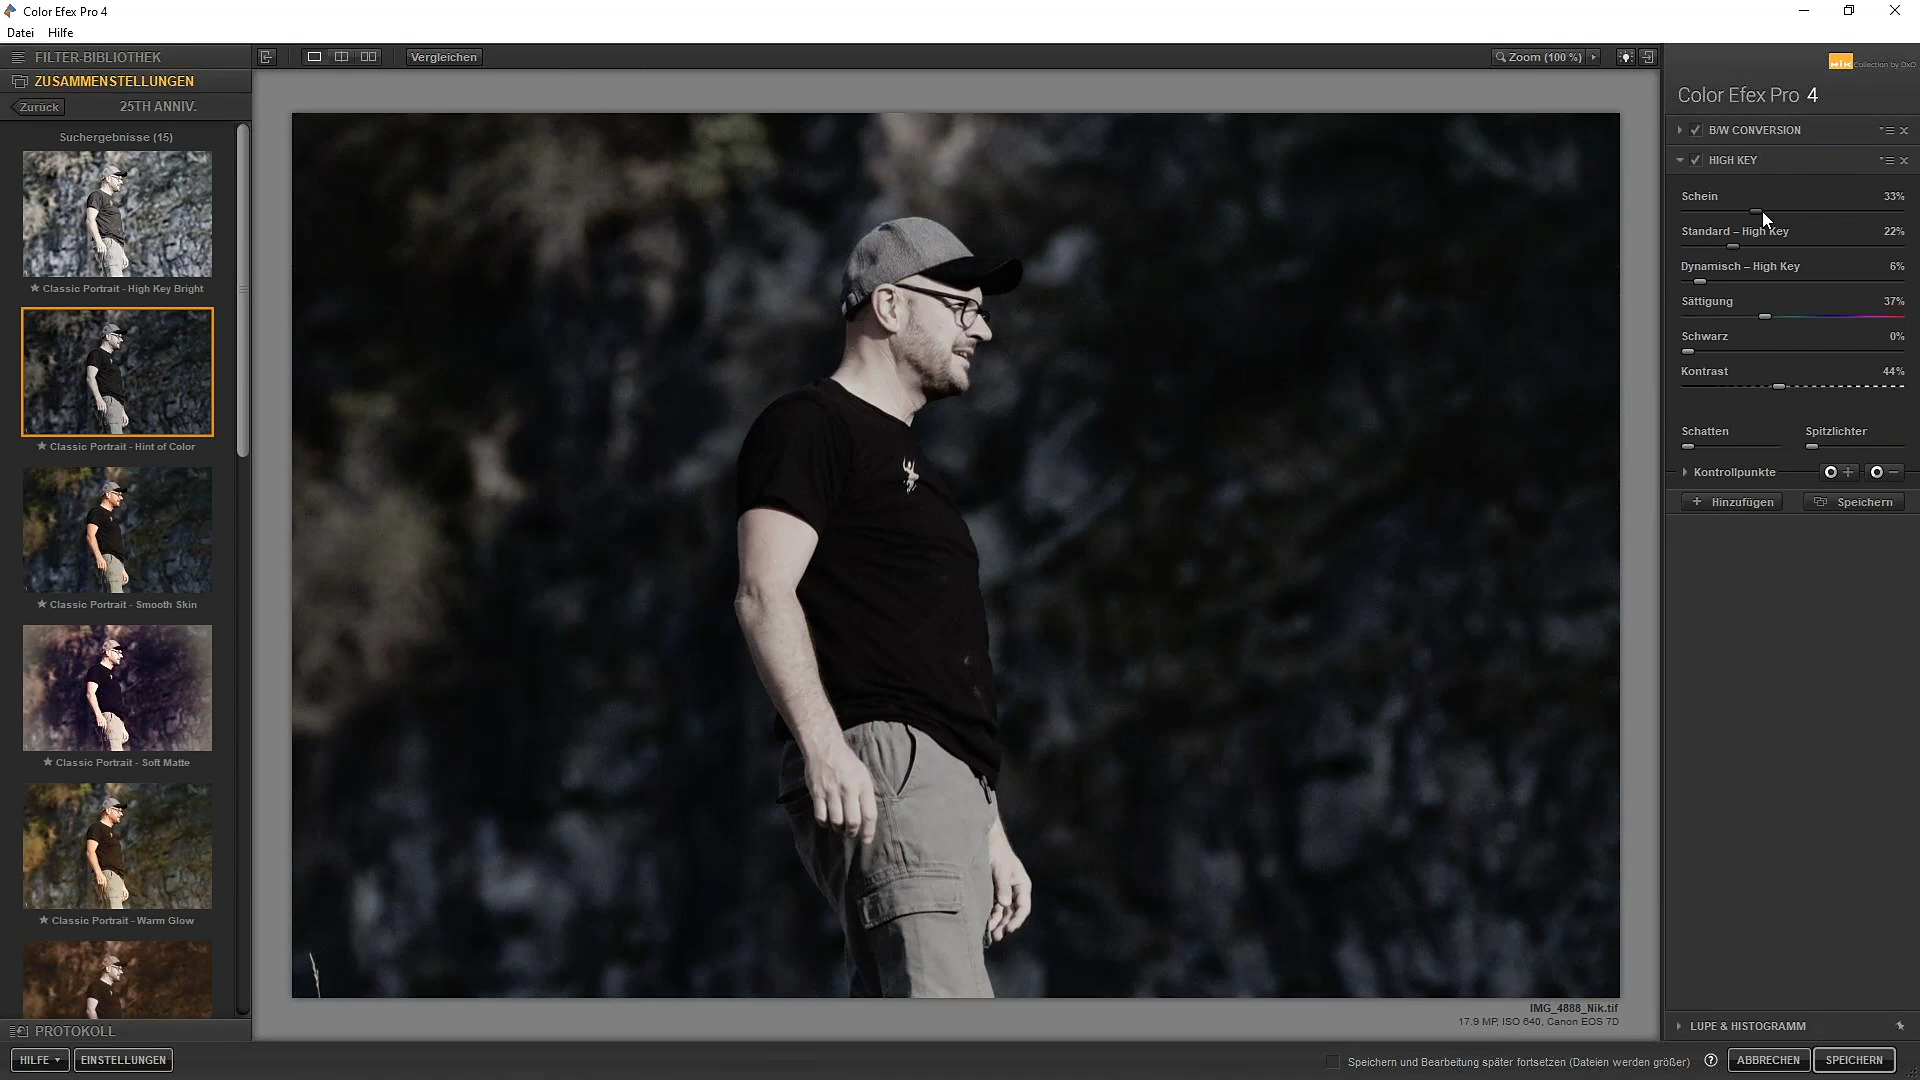 Color Efex Pro 4
Datei Hilfe
FILTER-BIBLIOTHEK
ZUSAMMENSTELLUNGEN
Zurück 25TH ANNIV.
Suchergebnisse (15)
★ Classic Portrait - High Key Bright
★ Classic Portrait - Hint of Color
★ Classic Portrait - Smooth Skin
★ Classic Portrait - Soft Matte
★ Classic Portrait - Warm Glow
PROTOKOLL
HILFE EINSTELLUNGEN
Vergleichen
Zoom (100 %)
IMG_4888_Nik.tif
17.9 MP, ISO 640, Canon EOS 7D
Nik Collection by DxO
Color Efex Pro 4
B/W CONVERSION
HIGH KEY
Schein 33%
Standard – High Key 22%
Dynamisch – High Key 6%
Sättigung 37%
Schwarz 0%
Kontrast 44%
Schatten Spitzlichter
Kontrollpunkte
+ Hinzufügen Speichern
LUPE & HISTOGRAMM
Speichern und Bearbeitung später fortsetzen (Dateien werden größer) ? ABBRECHEN SPEICHERN